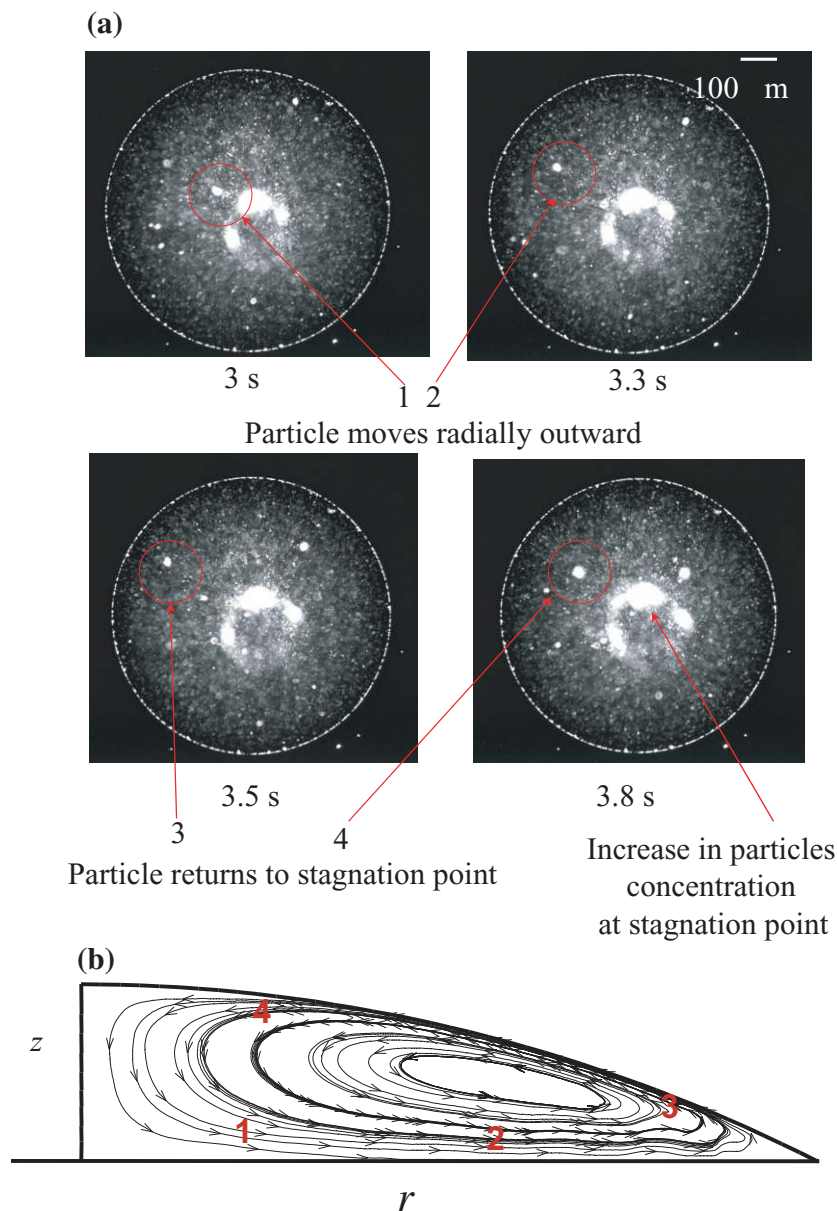 (a)
100 m
3 s
3.3 s
1 2
Particle moves radially outward
3.5 s
3.8 s
3
4
Particle returns to stagnation point
Increase in particles
concentration
at stagnation point
(b)
z
4
3
1
2
r